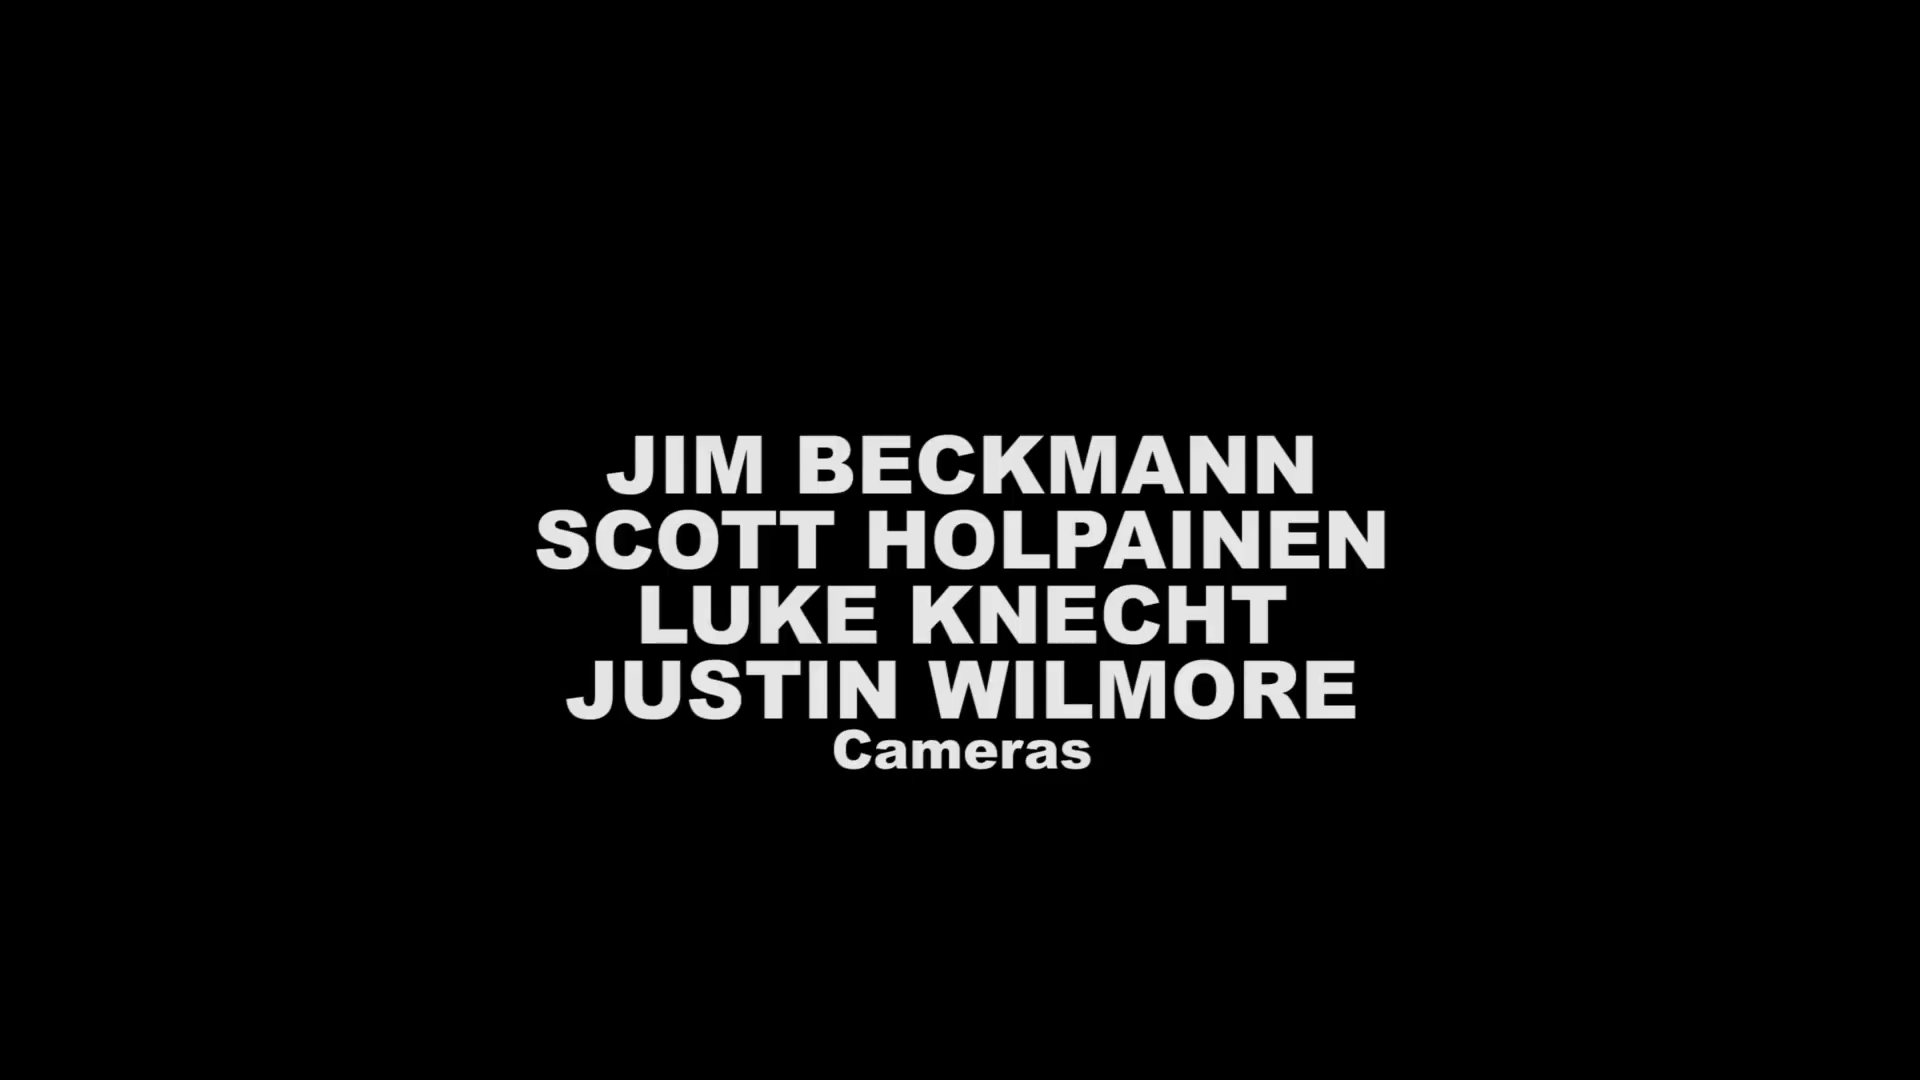 JIM BECKMANN
SCOTT HOLPAINEN
LUKE KNECHT
JUSTIN WILMORE
Cameras